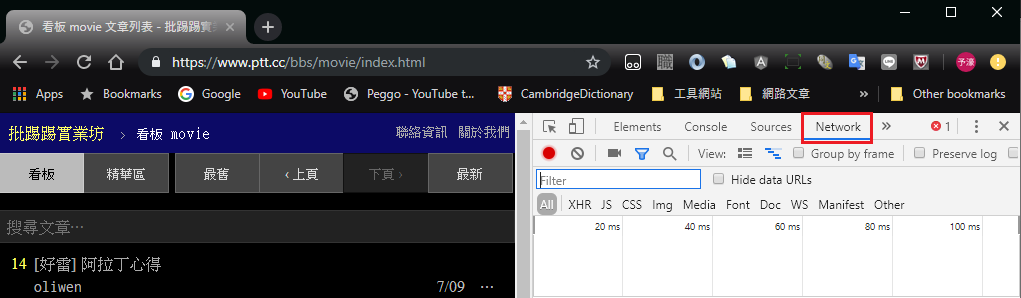 看板 movie 文章列表 - 批踢踢實
https://www.ptt.cc/bbs/movie/index.html
予濠
Apps Bookmarks Google YouTube Peggo - YouTube t... CambridgeDictionary 工具網站 網路文章 » Other bookmarks
批踢踢實業坊 › 看板 movie 聯絡資訊 關於我們
Elements Console Sources Network » 1
View: Group by frame Preserve log
看板 精華區 最舊 ‹ 上頁 下頁 › 最新
Filter Hide data URLs
All XHR JS CSS Img Media Font Doc WS Manifest Other
搜尋文章⋯
20 ms 40 ms 60 ms 80 ms 100 ms
14 [好雷] 阿拉丁心得
oliwen 7/09 ⋯